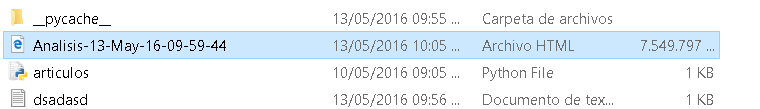 __pycache__ 13/05/2016 09:55 ... Carpeta de archivos
Analisis-13-May-16-09-59-44 13/05/2016 10:05 ... Archivo HTML 7.549.797 ...
articulos 10/05/2016 09:05 ... Python File 1 KB
dsadasd 13/05/2016 09:56 ... Documento de tex... 1 KB